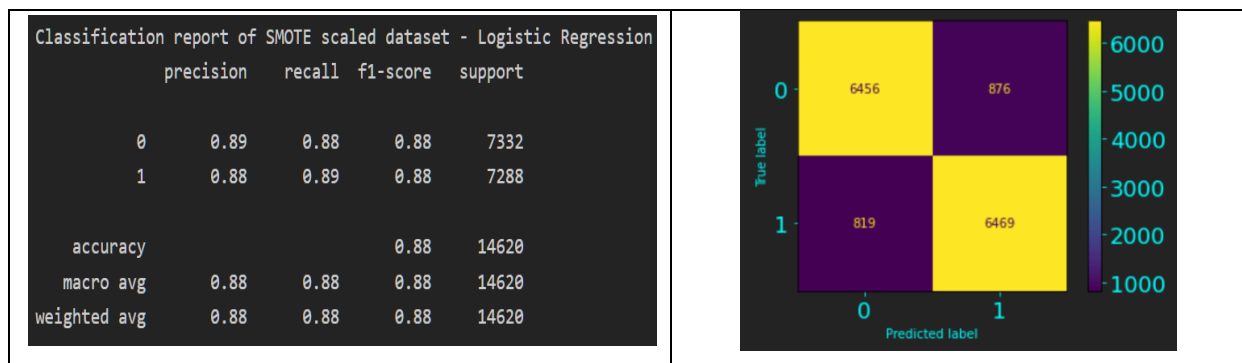 Classification report of SMOTE scaled dataset - Logistic Regression
precision recall f1-score support
0 0.89 0.88 0.88 7332
1 0.88 0.89 0.88 7288
accuracy 0.88 14620
macro avg 0.88 0.88 0.88 14620
weighted avg 0.88 0.88 0.88 14620
True label
0
1
6456 876
819 6469
0 1
Predicted label
6000
5000
4000
3000
2000
1000